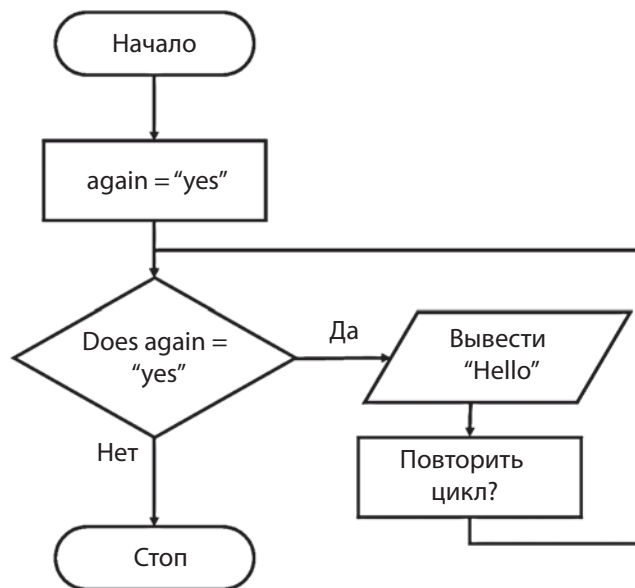 Начало
again = “yes”
Does again =
“yes”
Да
Вывести
“Hello”
Нет
Повторить
цикл?
Стоп